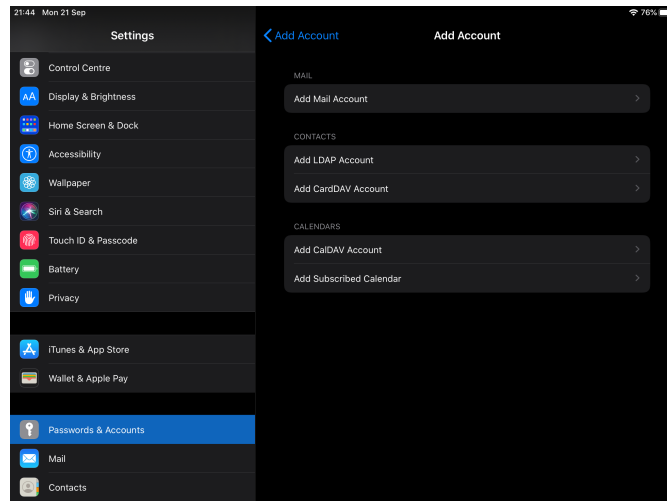 21:44 Mon 21 Sep
76%
Settings
Control Centre
AA Display & Brightness
Home Screen & Dock
Accessibility
Wallpaper
Siri & Search
Touch ID & Passcode
Battery
Privacy
iTunes & App Store
Wallet & Apple Pay
Passwords & Accounts
Mail
Contacts
Add Account
Add Account
MAIL
Add Mail Account
CONTACTS
Add LDAP Account
Add CardDAV Account
CALENDARS
Add CalDAV Account
Add Subscribed Calendar